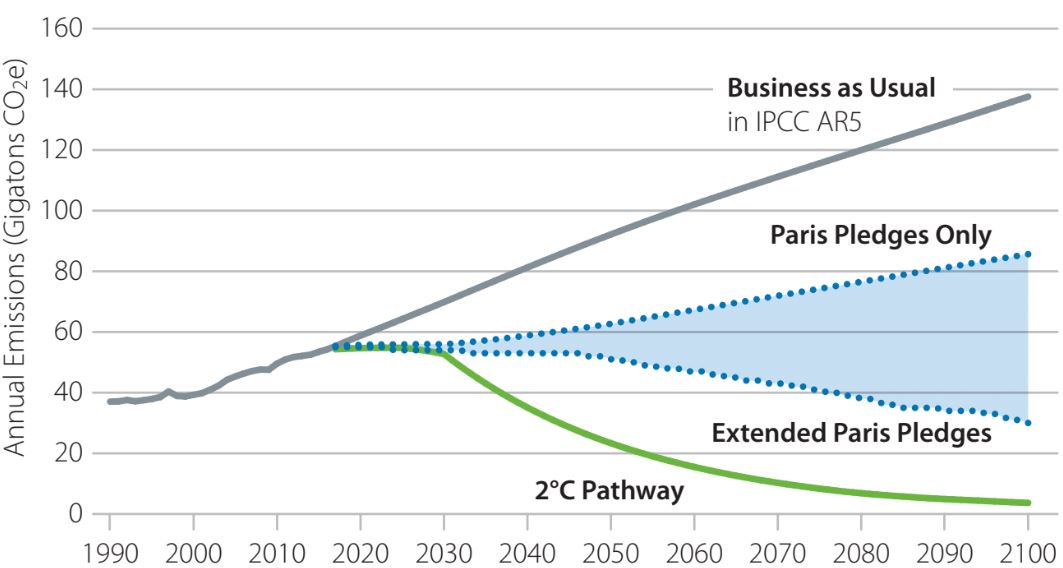 Annual Emissions (Gigatons CO₂e)
160
140
120
100
80
60
40
20
0
Business as Usual
in IPCC AR5
Paris Pledges Only
Extended Paris Pledges
2°C Pathway
1990 2000 2010 2020 2030 2040 2050 2060 2070 2080 2090 2100